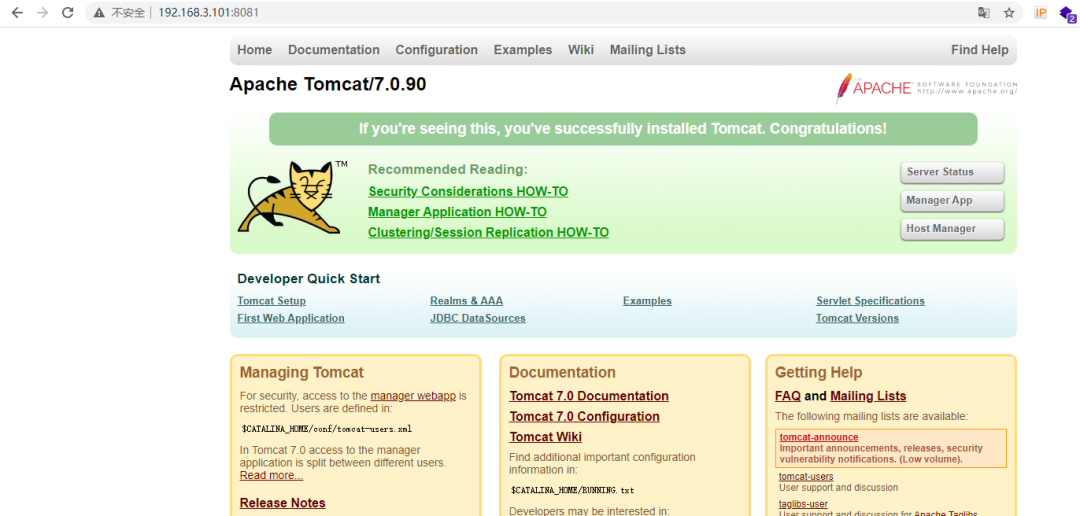 不安全 | 192.168.3.101:8081
IP
2
Home Documentation Configuration Examples Wiki Mailing Lists Find Help
Apache Tomcat/7.0.90
APACHE SOFTWARE FOUNDATION
http://www.apache.org/
If you're seeing this, you've successfully installed Tomcat. Congratulations!
TM
Recommended Reading:
Security Considerations HOW-TO
Manager Application HOW-TO
Clustering/Session Replication HOW-TO
Server Status
Manager App
Host Manager
Developer Quick Start
Tomcat Setup
First Web Application
Realms & AAA
JDBC DataSources
Examples
Servlet Specifications
Tomcat Versions
Managing Tomcat
For security, access to the manager webapp is
restricted. Users are defined in:
$CATALINA_HOME/conf/tomcat-users.xml
In Tomcat 7.0 access to the manager
application is split between different users.
Read more...
Release Notes
Documentation
Tomcat 7.0 Documentation
Tomcat 7.0 Configuration
Tomcat Wiki
Find additional important configuration
information in:
$CATALINA_HOME/RUNNING.txt
Developers may be interested in:
Getting Help
FAQ and Mailing Lists
The following mailing lists are available:
tomcat-announce
Important announcements, releases, security
vulnerability notifications. (Low volume).
tomcat-users
User support and discussion
taglibs-user
User support and discussion for Apache Taglibs